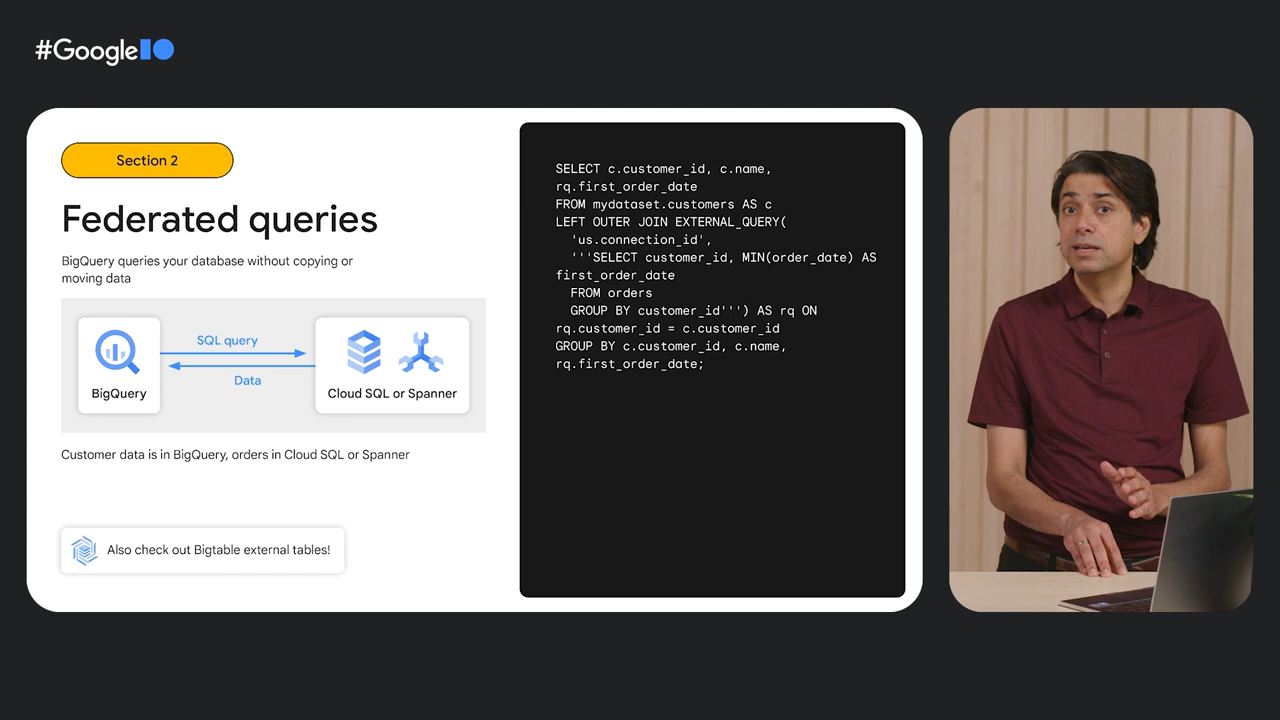 #GoogleIO
Section 2
Federated queries
BigQuery queries your database without copying or
moving data
SQL query
Data
BigQuery
Cloud SQL or Spanner
Customer data is in BigQuery, orders in Cloud SQL or Spanner
Also check out Bigtable external tables!
SELECT c.customer_id, c.name,
rq.first_order_date
FROM mydataset.customers AS c
LEFT OUTER JOIN EXTERNAL_QUERY(
  'us.connection_id',
  '''SELECT customer_id, MIN(order_date) AS
first_order_date
  FROM orders
  GROUP BY customer_id''') AS rq ON
rq.customer_id = c.customer_id
GROUP BY c.customer_id, c.name,
rq.first_order_date;